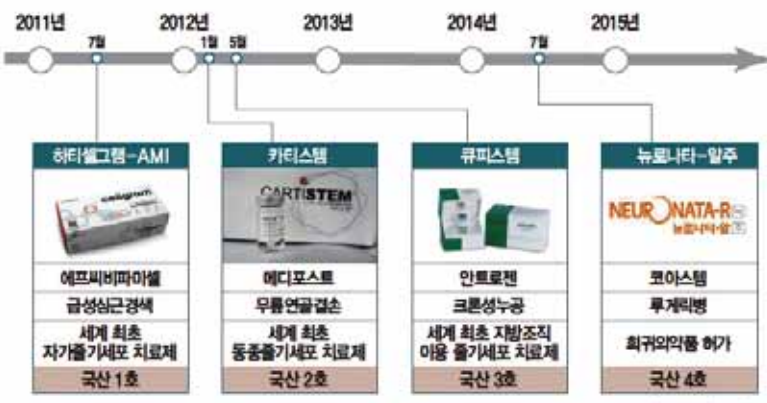 2011년
2012년
2013년
2014년
2015년
7월
1월
5월
7월
하티셀그램-AMI
cellgram
에프씨비파미셀
급성심근경색
세계 최초
자가줄기세포 치료제
국산 1호
카티스템
CARTISTEM
메디포스트
무릎연골결손
세계 최초
동종줄기세포 치료제
국산 2호
큐피스템
안트로젠
크론성누공
세계 최초 지방조직
이용 줄기세포 치료제
국산 3호
뉴로나타-알주
NEURONATA-R
뉴로나타-알
코아스템
루게릭병
희귀의약품 허가
국산 4호